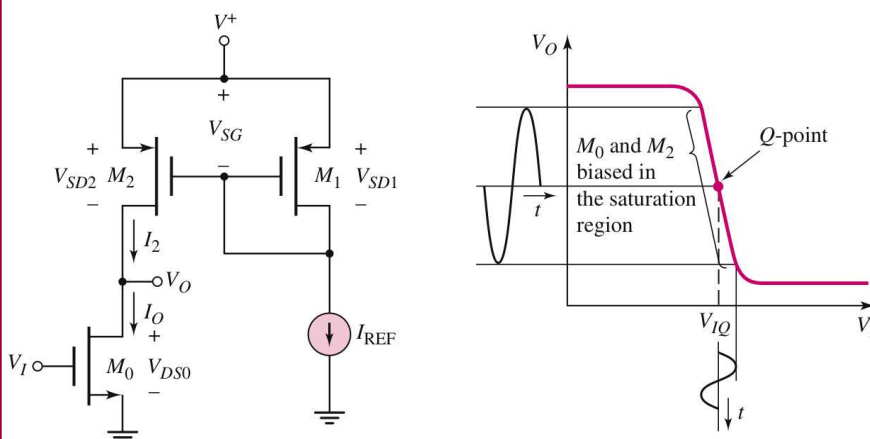 V+
+
V_SG
−
+
V_SD2 M_2
−
M_1 V_SD1
+
−
I_2
V_O
I_O
+
V_I
M_0 V_DS0
−
I_REF
V_O
M_0 and M_2
biased in
the saturation
region
Q-point
t
V_IQ
V
t